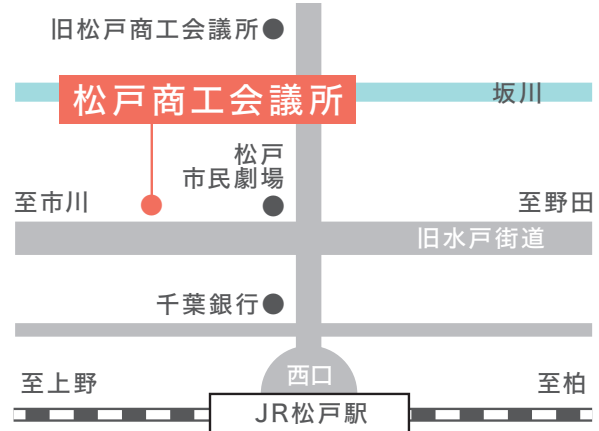 旧松戸商工会議所
坂川
松戸商工会議所
松戸
市民劇場
至市川
至野田
旧水戸街道
千葉銀行
西口
至上野
至柏
JR松戸駅